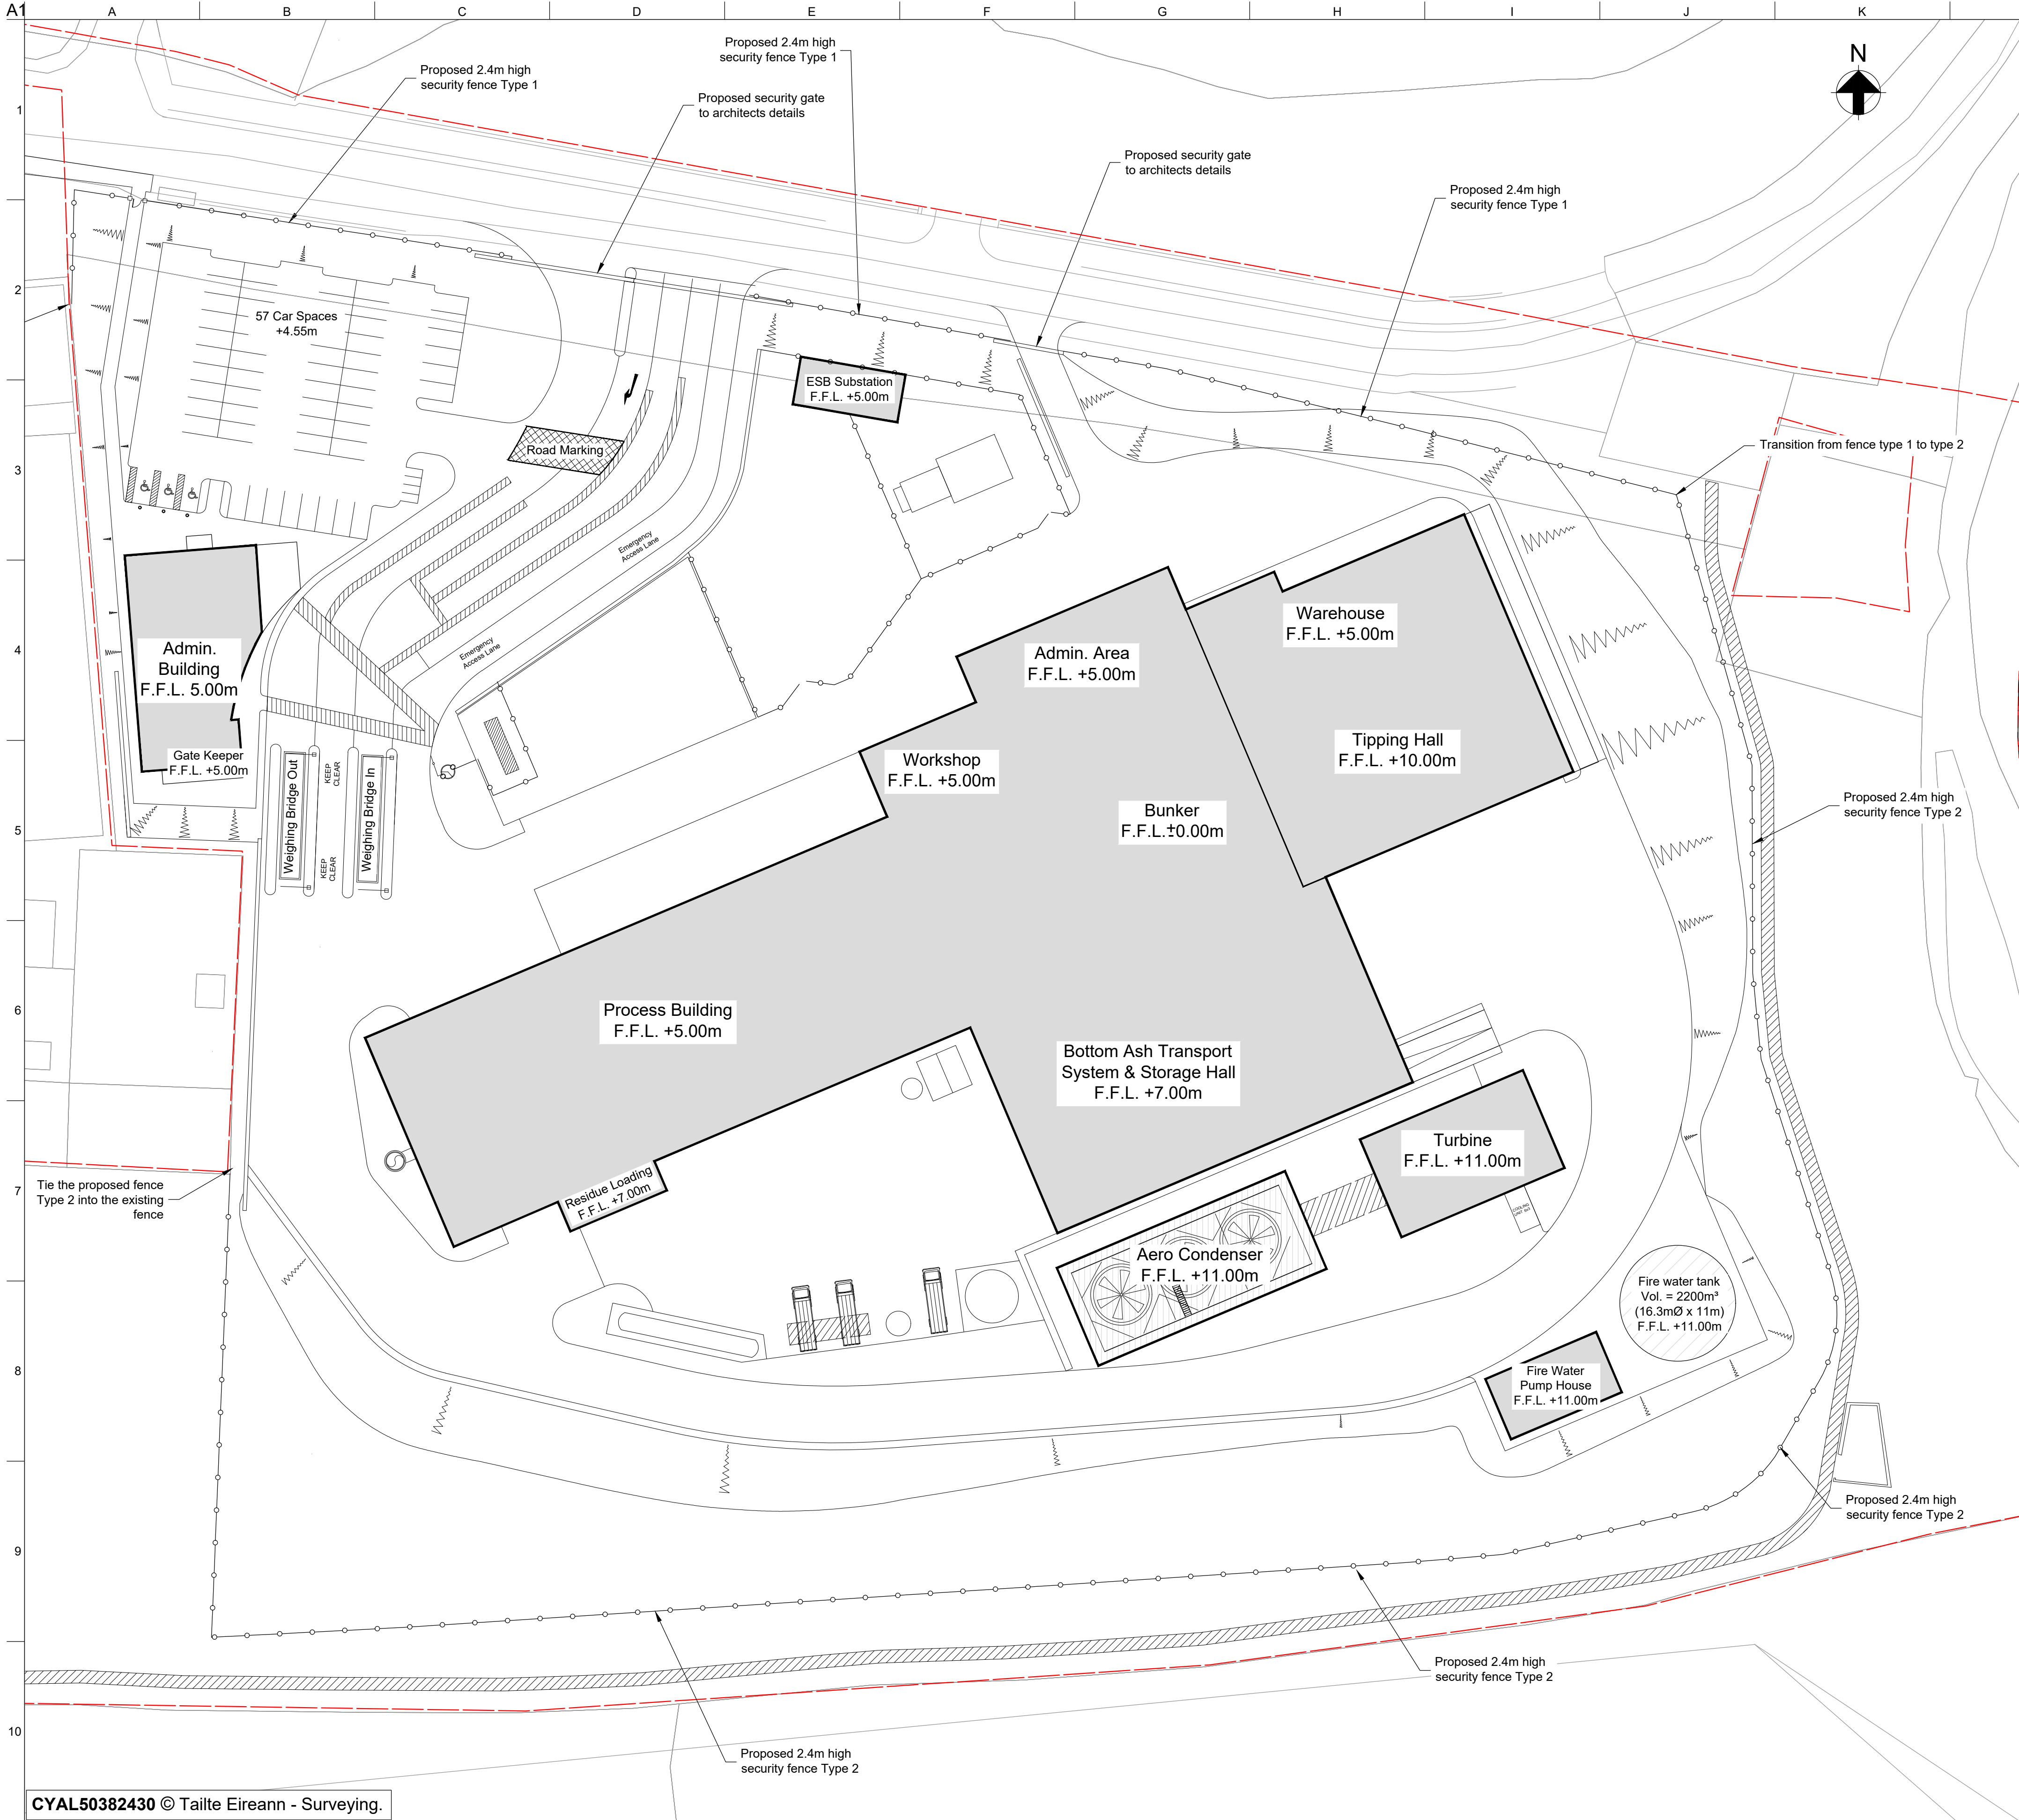 A1
A
B
C
D
E
F
G
H
I
J
K
1
2
3
4
5
6
7
8
9
10
N
Proposed 2.4m high
security fence Type 1
Proposed 2.4m high
security fence Type 1
Proposed security gate
to architects details
Proposed security gate
to architects details
Proposed 2.4m high
security fence Type 1
57 Car Spaces
+4.55m
ESB Substation
F.F.L. +5.00m
Road Marking
Transition from fence type 1 to type 2
Emergency
Access Lane
Emergency
Access Lane
Admin.
Building
F.F.L. 5.00m
Gate Keeper
F.F.L. +5.00m
Weighing Bridge Out
KEEP
CLEAR
KEEP
CLEAR
Weighing Bridge In
Warehouse
F.F.L. +5.00m
Admin. Area
F.F.L. +5.00m
Tipping Hall
F.F.L. +10.00m
Workshop
F.F.L. +5.00m
Bunker
F.F.L.±0.00m
Proposed 2.4m high
security fence Type 2
Process Building
F.F.L. +5.00m
Bottom Ash Transport
System & Storage Hall
F.F.L. +7.00m
Turbine
F.F.L. +11.00m
Tie the proposed fence
Type 2 into the existing
fence
Residue Loading
F.F.L. +7.00m
COOLING
Aero Condenser
F.F.L. +11.00m
Fire water tank
Vol. = 2200m³
(16.3mØ x 11m)
F.F.L. +11.00m
Fire Water
Pump House
F.F.L. +11.00m
Proposed 2.4m high
security fence Type 2
Proposed 2.4m high
security fence Type 2
Proposed 2.4m high
security fence Type 2
CYAL50382430 © Tailte Eireann - Surveying.